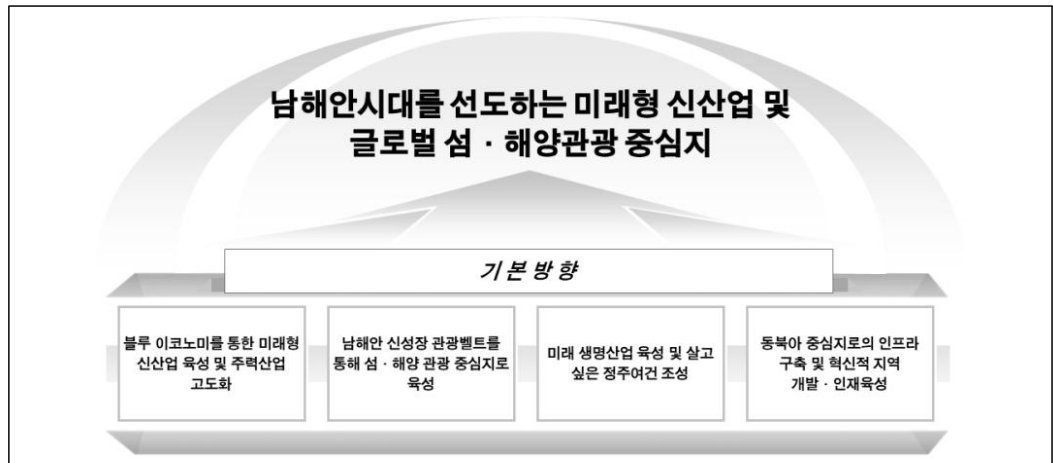 남해안시대를 선도하는 미래형 신산업 및
글로벌 섬 · 해양관광 중심지
기본방향
블루 이코노미를 통한 미래형
신산업 육성 및 주력산업
고도화
남해안 신성장 관광벨트를
통해 섬 · 해양 관광 중심지로
육성
미래 생명산업 육성 및 살고
싶은 정주여건 조성
동북아 중심지로의 인프라
구축 및 혁신적 지역
개발 · 인재육성